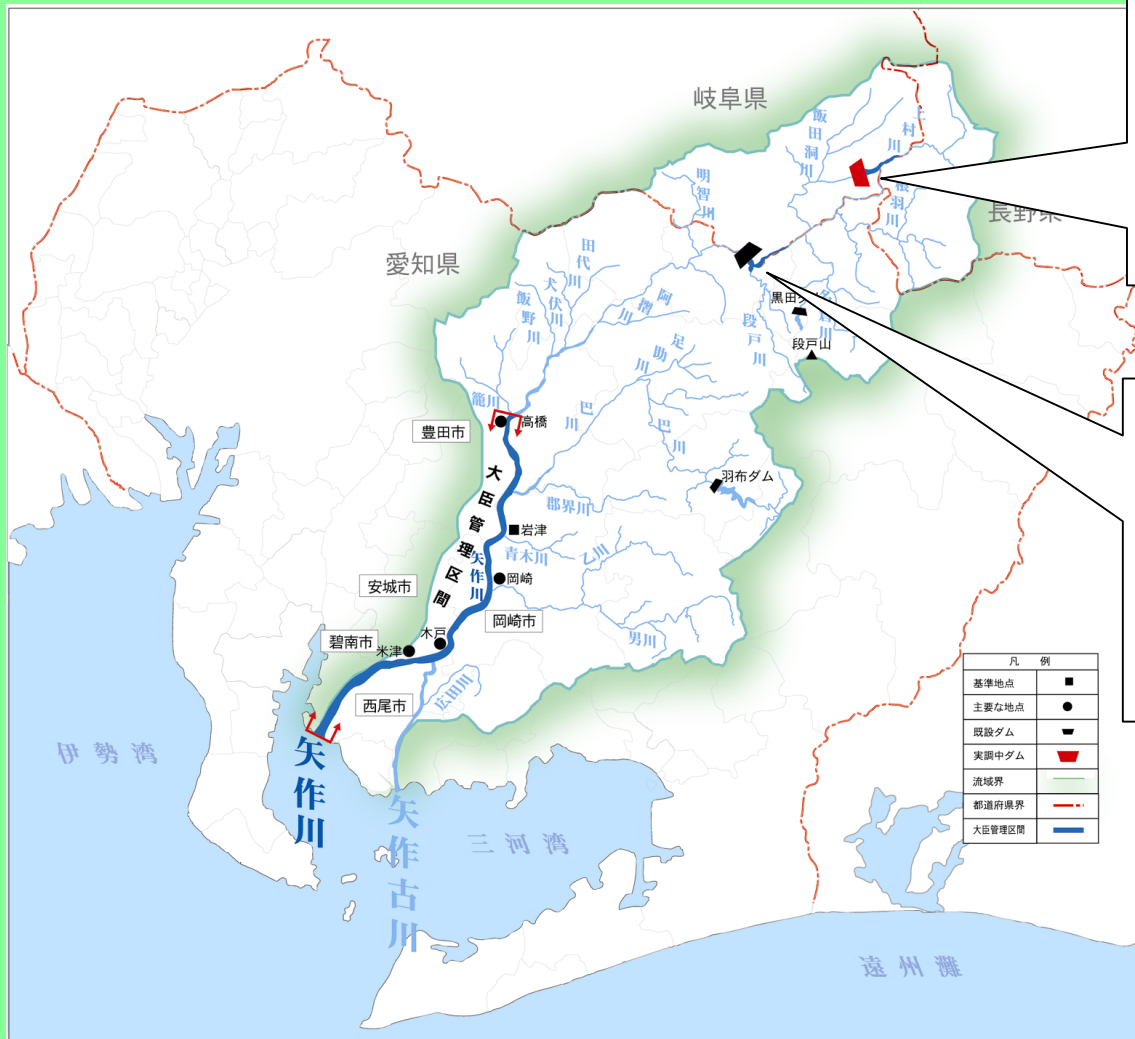 岐阜県
長野県
愛知県
上村川
飯田洞川
明智川
根羽川
田代川
犬伏川
飯野川
阿摺川
足助川
段戸川
黒田ダム
段戸山
籠川
高橋
豊田市
巴川
巴川
羽布ダム
郡界川
大臣管理区間
岩津
青木川
乙川
矢作川
岡崎
安城市
岡崎市
碧南市
木戸
米津
男川
西尾市
広田川
伊勢湾
矢作川
矢作古川
三河湾
遠州灘
凡 例
基準地点
主要な地点
既設ダム
実調中ダム
流域界
都道府県界
大臣管理区間